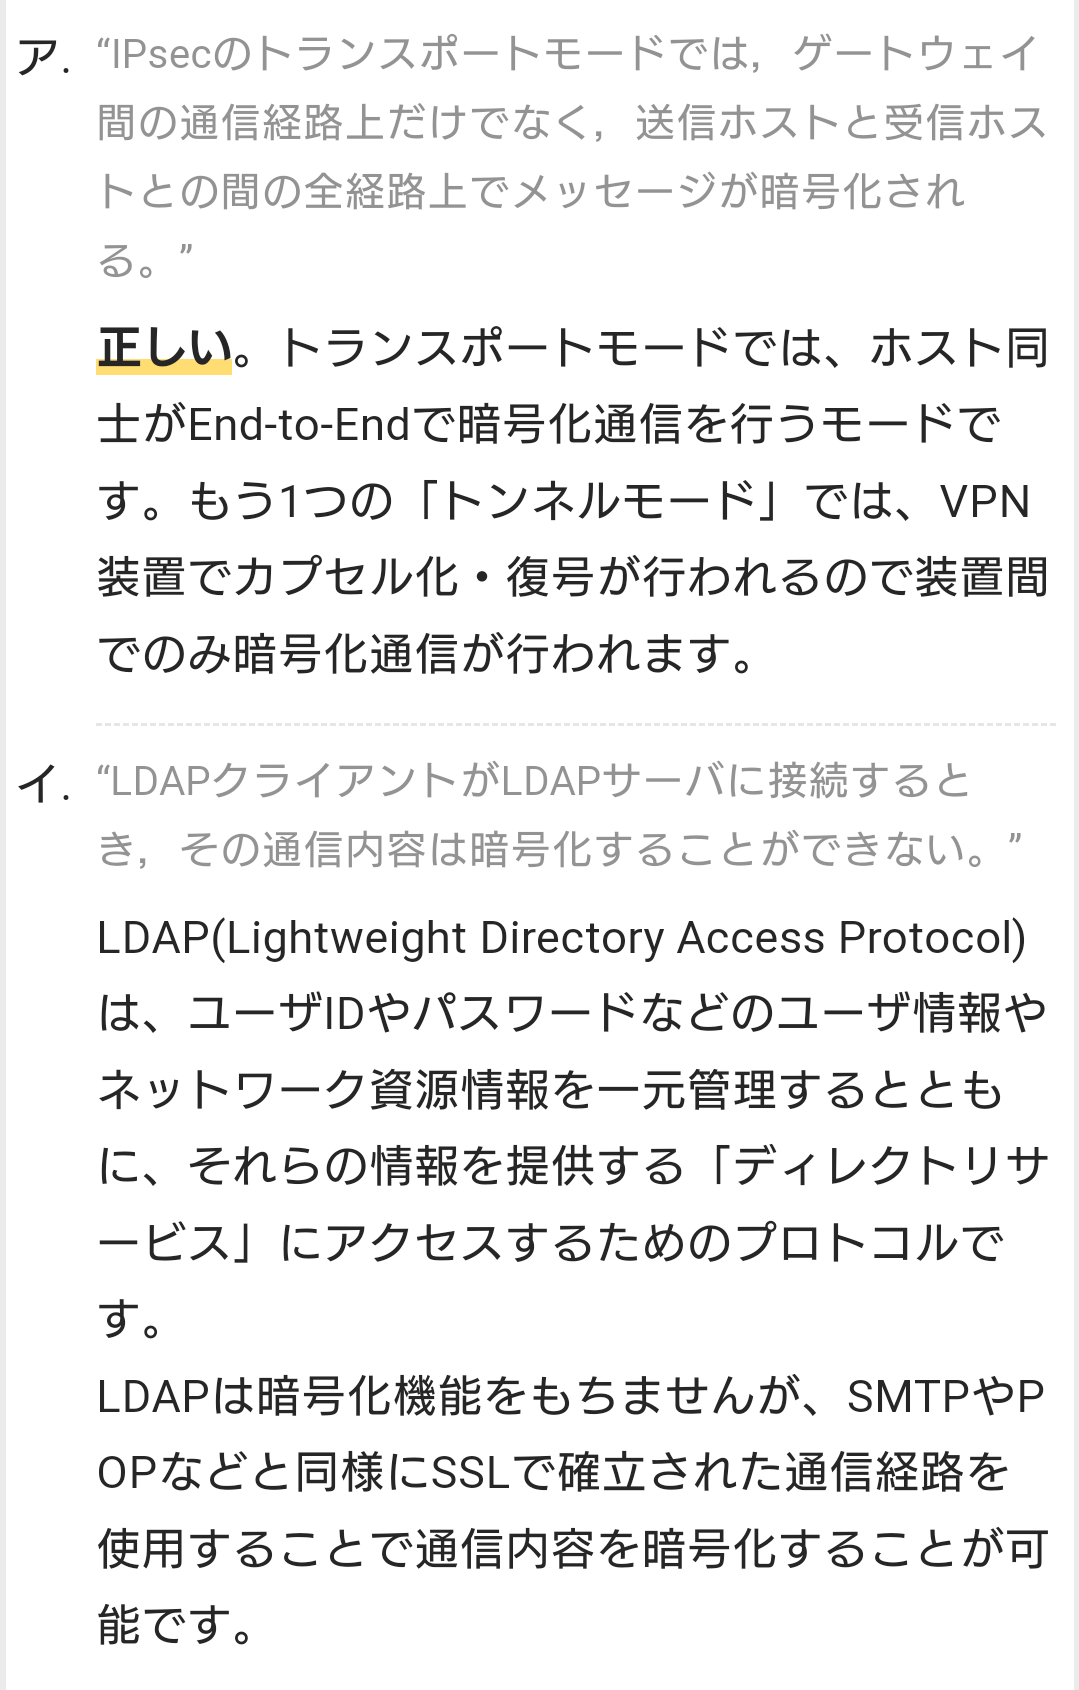 ア. “IPsecのトランスポートモードでは，ゲートウェイ
間の通信経路上だけでなく，送信ホストと受信ホス
トとの間の全経路上でメッセージが暗号化され
る。”
正しい。トランスポートモードでは、ホスト同
士がEnd-to-Endで暗号化通信を行うモードで
す。もう1つの「トンネルモード」では、VPN
装置でカプセル化・復号が行われるので装置間
でのみ暗号化通信が行われます。
イ. “LDAPクライアントがLDAPサーバに接続すると
き，その通信内容は暗号化することができない。”
LDAP(Lightweight Directory Access Protocol)
は、ユーザIDやパスワードなどのユーザ情報や
ネットワーク資源情報を一元管理するととも
に、それらの情報を提供する「ディレクトリサ
ービス」にアクセスするためのプロトコルで
す。
LDAPは暗号化機能をもちませんが、SMTPやP
OPなどと同様にSSLで確立された通信経路を
使用することで通信内容を暗号化することが可
能です。